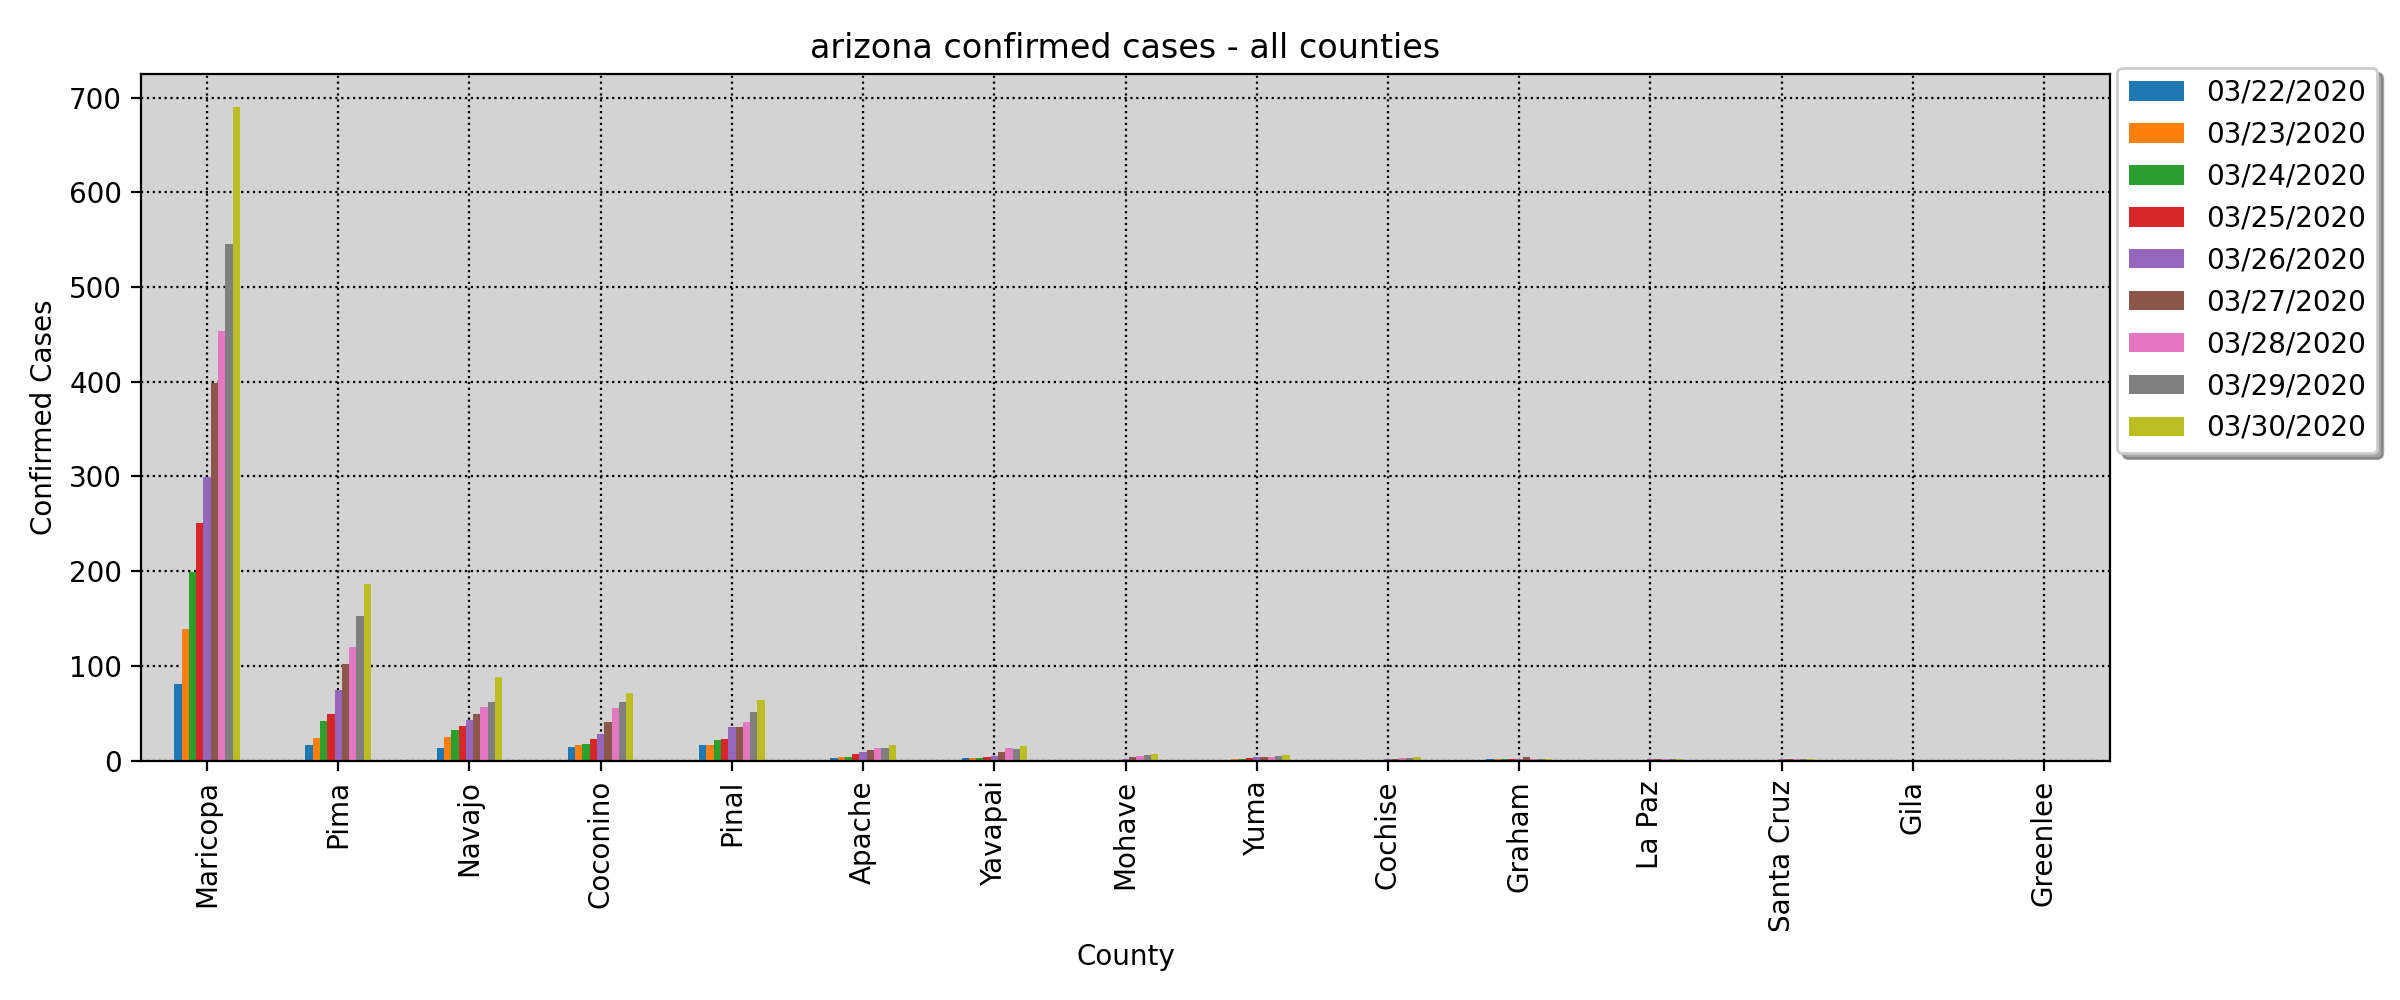 arizona confirmed cases - all counties
700
600
500
400
300
200
100
0
Confirmed Cases
Maricopa
Pima
Navajo
Coconino
Pinal
Apache
Yavapai
Mohave
Yuma
Cochise
Graham
La Paz
Santa Cruz
Gila
Greenlee
County
03/22/2020
03/23/2020
03/24/2020
03/25/2020
03/26/2020
03/27/2020
03/28/2020
03/29/2020
03/30/2020